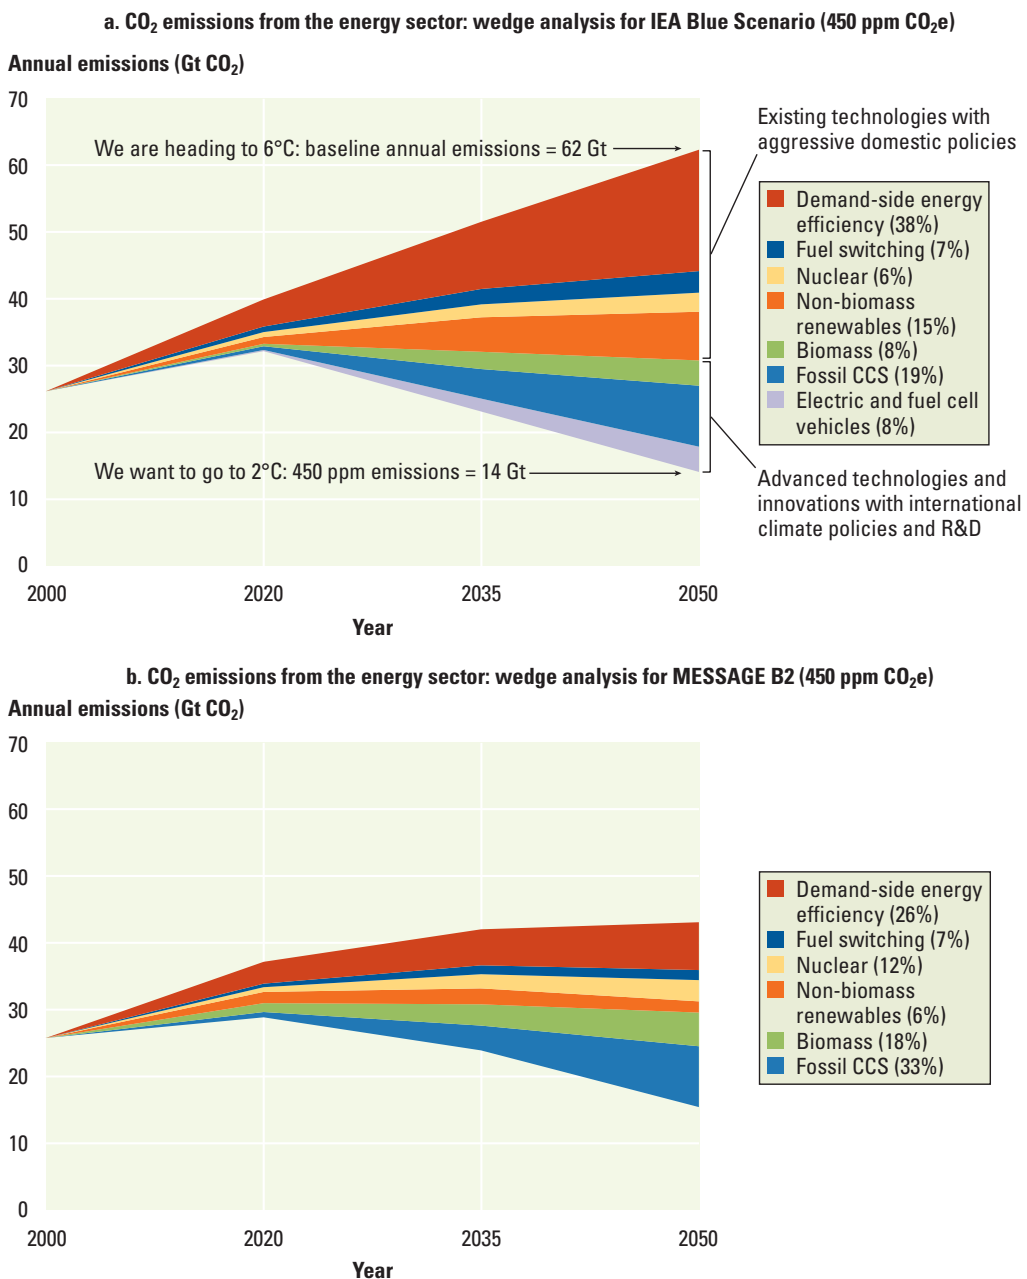 a. CO₂ emissions from the energy sector: wedge analysis for IEA Blue Scenario (450 ppm CO₂e)
Annual emissions (Gt CO₂)
70
60
50
40
30
20
10
0
We are heading to 6°C: baseline annual emissions = 62 Gt
We want to go to 2°C: 450 ppm emissions = 14 Gt
2000
2020
2035
2050
Year
Existing technologies with
aggressive domestic policies
Demand-side energy
efficiency (38%)
Fuel switching (7%)
Nuclear (6%)
Non-biomass
renewables (15%)
Biomass (8%)
Fossil CCS (19%)
Electric and fuel cell
vehicles (8%)
Advanced technologies and
innovations with international
climate policies and R&D
b. CO₂ emissions from the energy sector: wedge analysis for MESSAGE B2 (450 ppm CO₂e)
Annual emissions (Gt CO₂)
70
60
50
40
30
20
10
0
2000
2020
2035
2050
Year
Demand-side energy
efficiency (26%)
Fuel switching (7%)
Nuclear (12%)
Non-biomass
renewables (6%)
Biomass (18%)
Fossil CCS (33%)